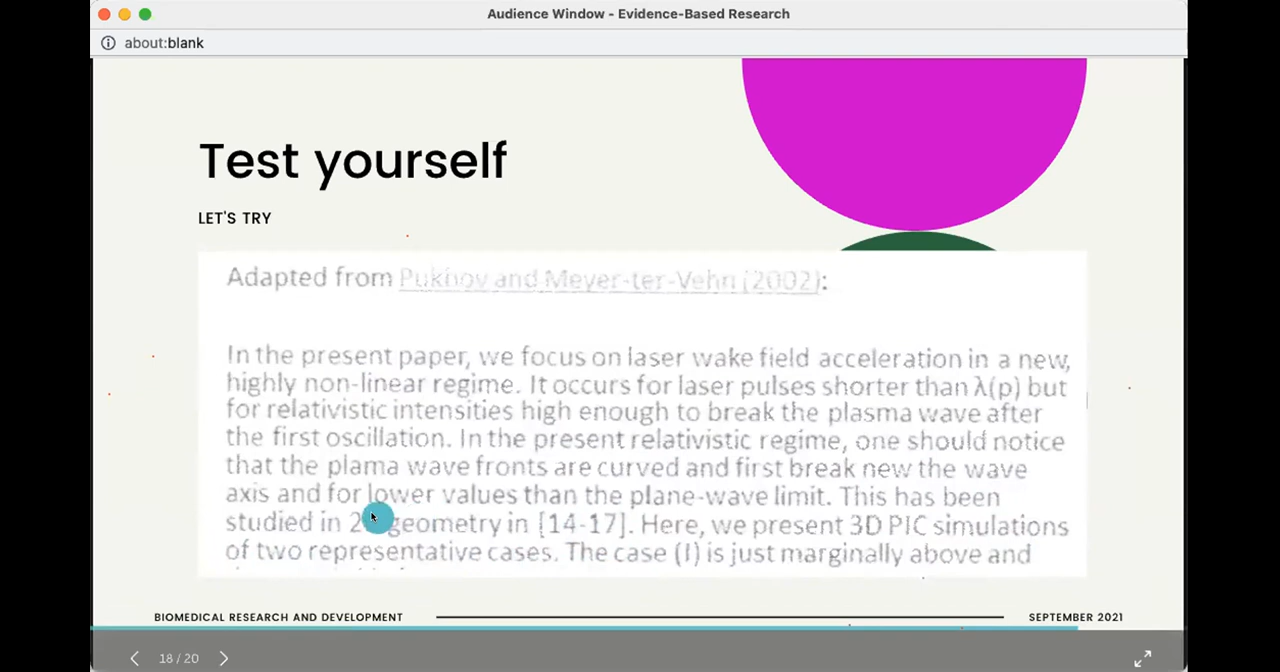 Audience Window - Evidence-Based Research
about:blank
Test yourself
LET'S TRY
Adapted from Pukhov and Meyer-ter-Vehn (2002):
In the present paper, we focus on laser wake field acceleration in a new,
highly non-linear regime. It occurs for laser pulses shorter than λ(p) but
for relativistic intensities high enough to break the plasma wave after
the first oscillation. In the present relativistic regime, one should notice
that the plama wave fronts are curved and first break new the wave
axis and for lower values than the plane-wave limit. This has been
studied in geometry in [14-17]. Here, we present 3D PIC simulations
of two representative cases. The case (I) is just marginally above and
BIOMEDICAL RESEARCH AND DEVELOPMENT
SEPTEMBER 2021
18 / 20